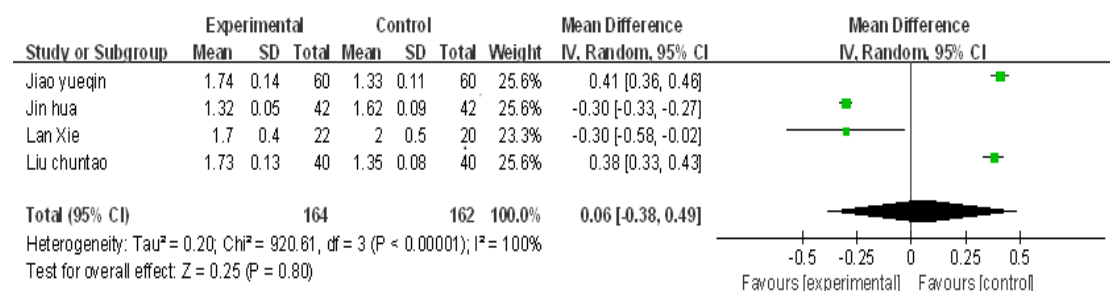 Experimental Control Mean Difference Mean Difference
Study or Subgroup Mean SD Total Mean SD Total Weight IV, Random, 95% CI IV, Random, 95% CI
Jiao yueqin 1.74 0.14 60 1.33 0.11 60 25.6% 0.41 [0.36, 0.46]
Jin hua 1.32 0.05 42 1.62 0.09 42 25.6% -0.30 [-0.33, -0.27]
Lan Xie 1.7 0.4 22 2 0.5 20 23.3% -0.30 [-0.58, -0.02]
Liu chuntao 1.73 0.13 40 1.35 0.08 40 25.6% 0.38 [0.33, 0.43]
Total (95% CI) 164 162 100.0% 0.06 [-0.38, 0.49]
Heterogeneity: Tau² = 0.20; Chi² = 920.61, df = 3 (P < 0.00001); I² = 100%
Test for overall effect: Z = 0.25 (P = 0.80)
-0.5 -0.25 0 0.25 0.5
Favours [experimental] Favours [control]